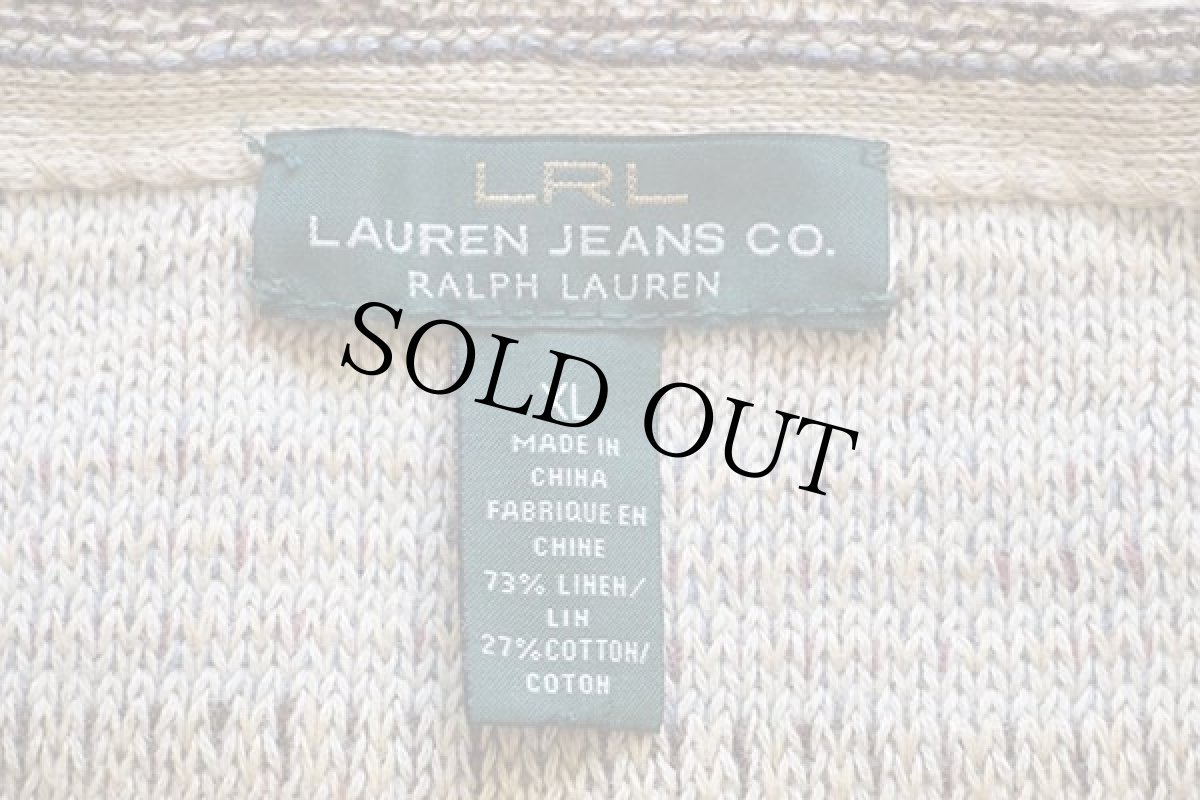 LRL
LAUREN JEANS CO.
RALPH LAUREN
SOLD OUT
XL
MADE IN
CHINA
FABRIQUE EN
CHINE
73% LINEN/
LIN
27%COTTON/
COTON